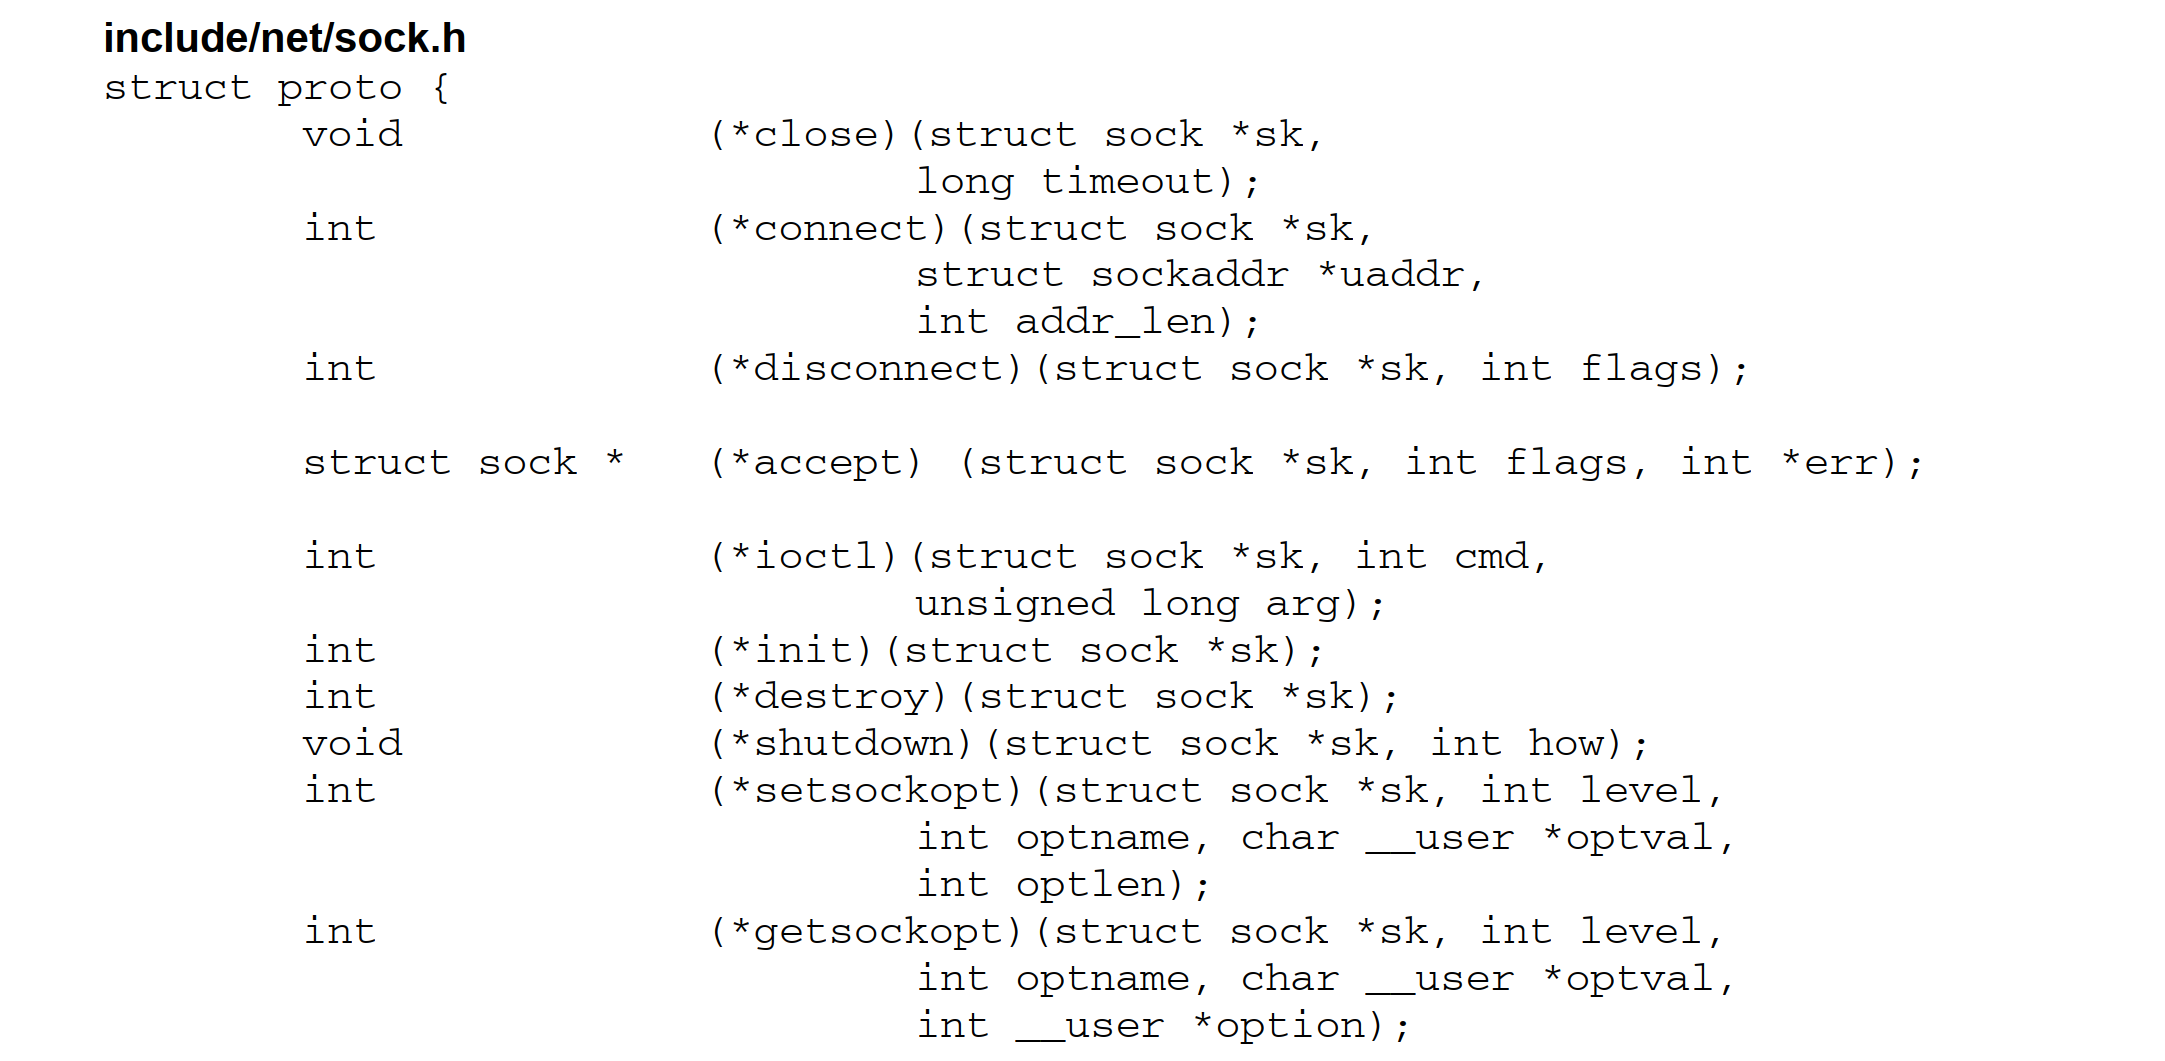 include/net/sock.h
struct proto {
void (*close)(struct sock *sk,
long timeout);
int (*connect)(struct sock *sk,
struct sockaddr *uaddr,
int addr_len);
int (*disconnect)(struct sock *sk, int flags);
struct sock * (*accept) (struct sock *sk, int flags, int *err);
int (*ioctl)(struct sock *sk, int cmd,
unsigned long arg);
int (*init)(struct sock *sk);
int (*destroy)(struct sock *sk);
void (*shutdown)(struct sock *sk, int how);
int (*setsockopt)(struct sock *sk, int level,
int optname, char __user *optval,
int optlen);
int (*getsockopt)(struct sock *sk, int level,
int optname, char __user *optval,
int __user *option);